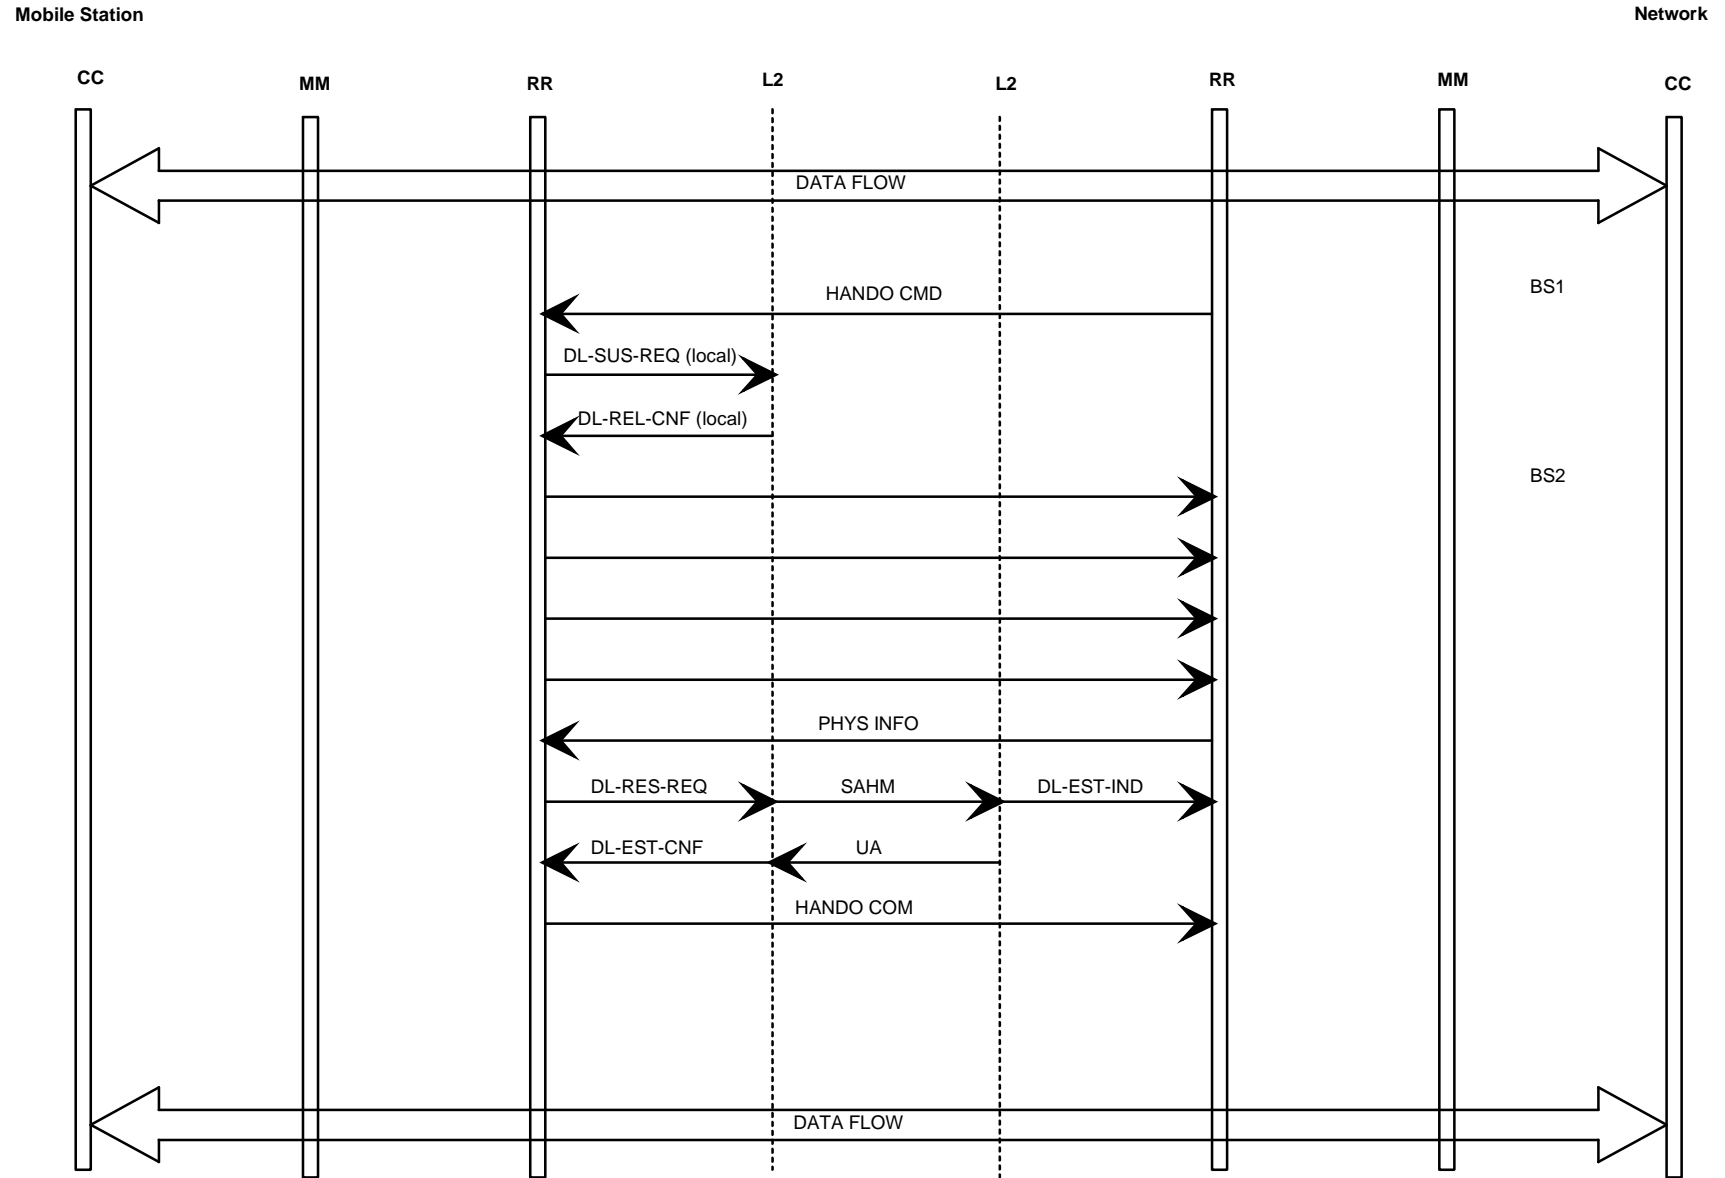 Mobile Station
Network
CC
MM
RR
L2
L2
RR
MM
CC
DATA FLOW
BS1
HANDO CMD
DL-SUS-REQ (local)
DL-REL-CNF (local)
BS2
PHYS INFO
DL-RES-REQ
SAHM
DL-EST-IND
DL-EST-CNF
UA
HANDO COM
DATA FLOW